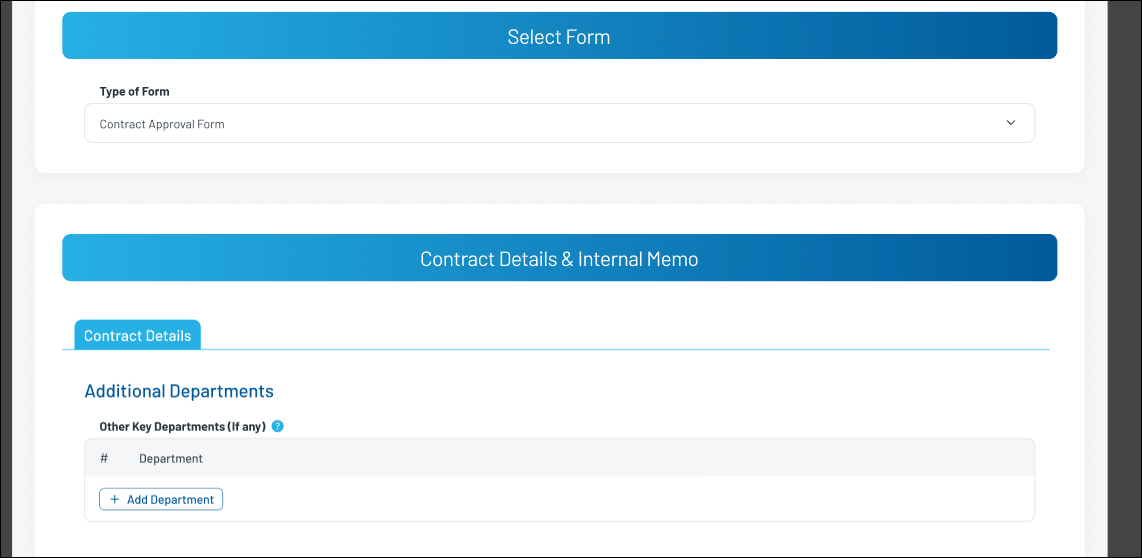 Select Form
Type of Form
Contract Approval Form
Contract Details & Internal Memo
Contract Details
Additional Departments
Other Key Departments (if any) ?
# Department
+ Add Department